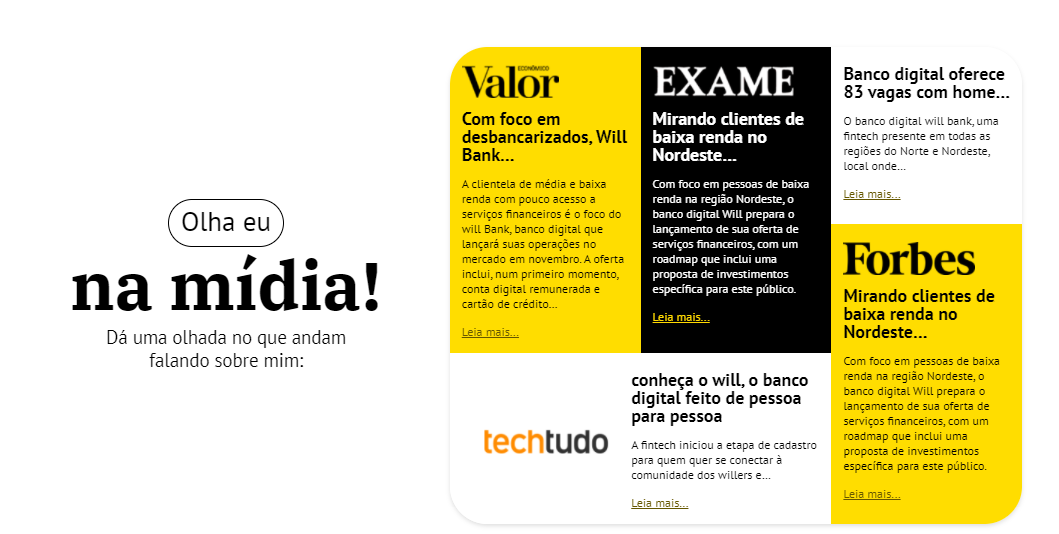 Olha eu
na mídia!
Dá uma olhada no que andam
falando sobre mim:
Valor
ECONÔMICO
Com foco em
desbancarizados, Will
Bank...
A clientela de média e baixa
renda com pouco acesso a
serviços financeiros é o foco do
will Bank, banco digital que
lançará suas operações no
mercado em novembro. A oferta
inclui, num primeiro momento,
conta digital remunerada e
cartão de crédito...
Leia mais...
EXAME
Mirando clientes de
baixa renda no
Nordeste...
Com foco em pessoas de baixa
renda na região Nordeste, o
banco digital Will prepara o
lançamento de sua oferta de
serviços financeiros, com um
roadmap que inclui uma
proposta de investimentos
específica para este público.
Leia mais...
Banco digital oferece
83 vagas com home...
O banco digital will bank, uma
fintech presente em todas as
regiões do Norte e Nordeste,
local onde...
Leia mais...
Forbes
Mirando clientes de
baixa renda no
Nordeste...
Com foco em pessoas de baixa
renda na região Nordeste, o
banco digital Will prepara o
lançamento de sua oferta de
serviços financeiros, com um
roadmap que inclui uma
proposta de investimentos
específica para este público.
Leia mais...
techtudo
conheça o will, o banco
digital feito de pessoa
para pessoa
A fintech iniciou a etapa de cadastro
para quem quer se conectar à
comunidade dos willers e...
Leia mais...